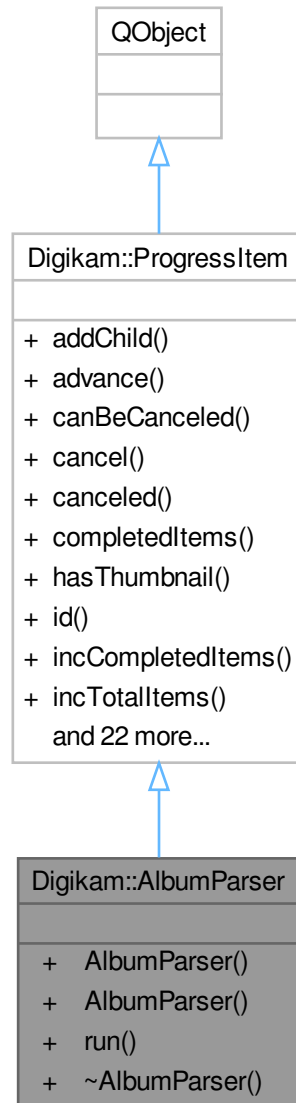 QObject
Digikam::ProgressItem
+ addChild()
+ advance()
+ canBeCanceled()
+ cancel()
+ canceled()
+ completedItems()
+ hasThumbnail()
+ id()
+ incCompletedItems()
+ incTotalItems()
and 22 more...
Digikam::AlbumParser
+ AlbumParser()
+ AlbumParser()
+ run()
+ ~AlbumParser()